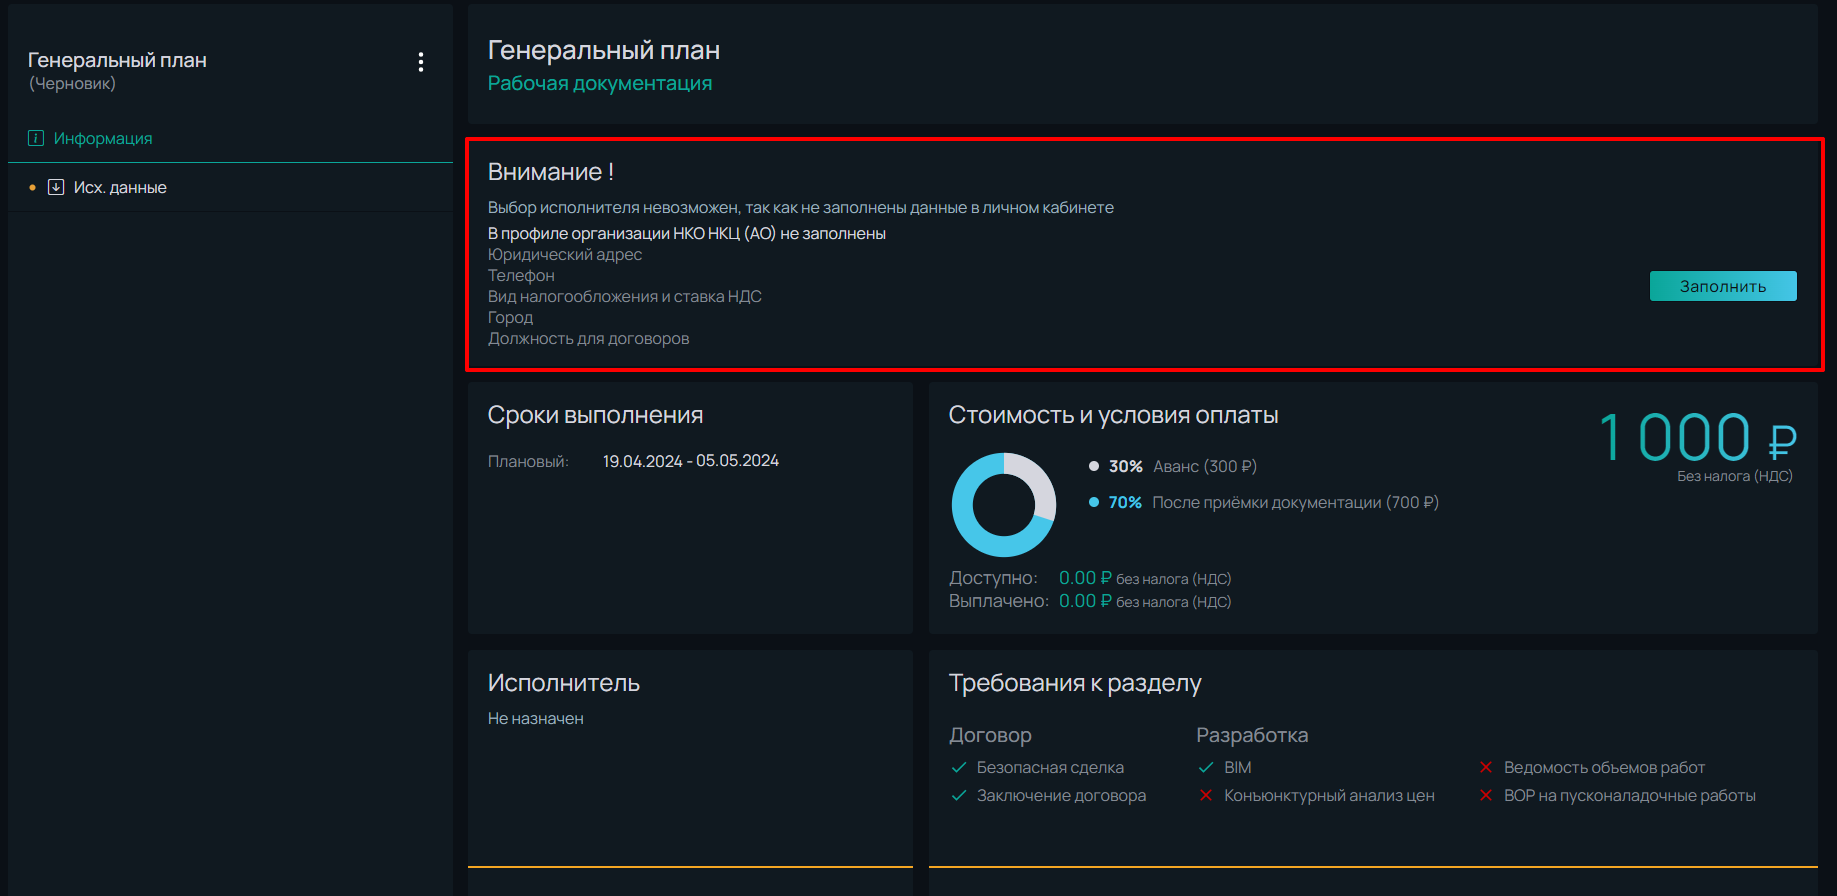 Генеральный план
(Черновик)
Информация
Исх. данные
Генеральный план
Рабочая документация
Внимание !
Выбор исполнителя невозможен, так как не заполнены данные в личном кабинете
В профиле организации НКО НКЦ (АО) не заполнены
Юридический адрес
Телефон
Вид налогообложения и ставка НДС
Город
Должность для договоров
Заполнить
Сроки выполнения
Плановый: 19.04.2024 - 05.05.2024
Стоимость и условия оплаты
1 000 ₽
Без налога (НДС)
30% Аванс (300 ₽)
70% После приёмки документации (700 ₽)
Доступно: 0.00 ₽ без налога (НДС)
Выплачено: 0.00 ₽ без налога (НДС)
Исполнитель
Не назначен
Требования к разделу
Договор
Безопасная сделка
Заключение договора
Разработка
BIM
Конъюнктурный анализ цен
Ведомость объемов работ
ВОР на пусконаладочные работы